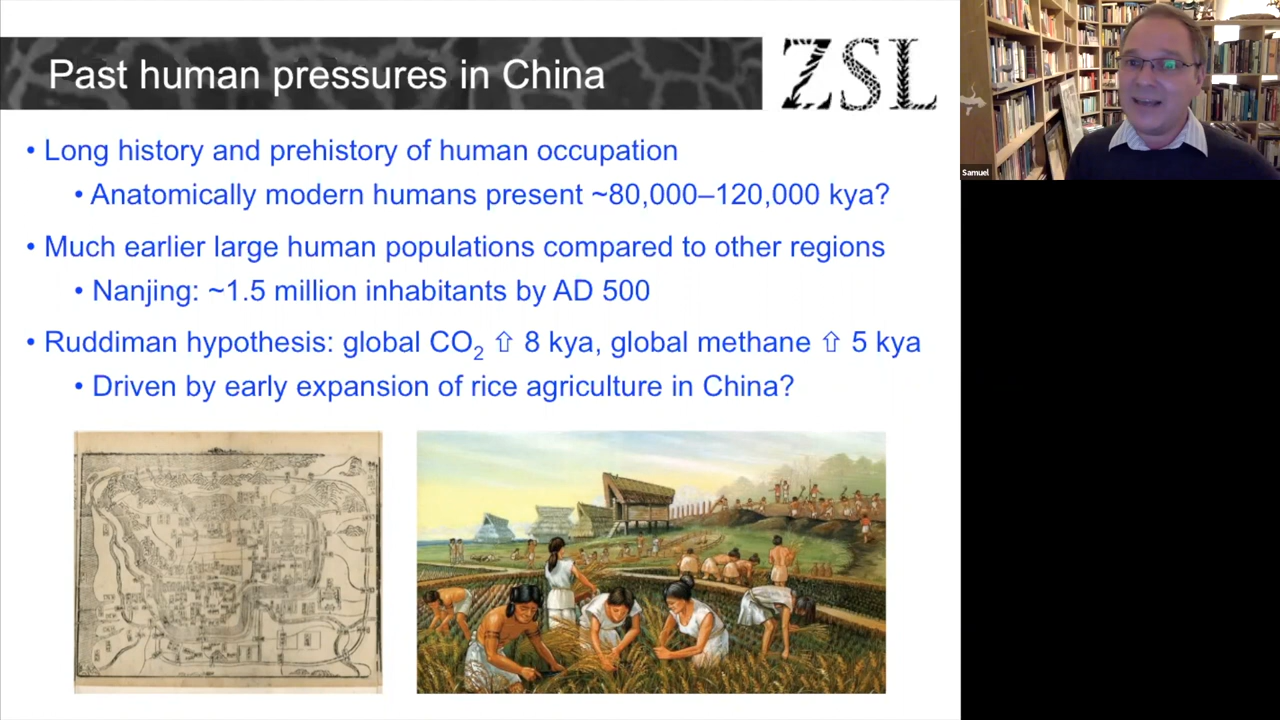 Past human pressures in China
ZSL
• Long history and prehistory of human occupation
• Anatomically modern humans present ~80,000–120,000 kya?
• Much earlier large human populations compared to other regions
• Nanjing: ~1.5 million inhabitants by AD 500
• Ruddiman hypothesis: global CO₂ ⇧ 8 kya, global methane ⇧ 5 kya
• Driven by early expansion of rice agriculture in China?
Samuel